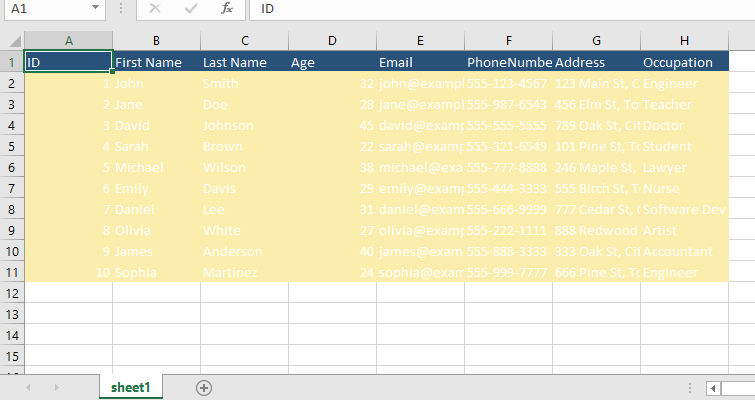 A1 fx ID
A B C D E F G H
1 ID First Name Last Name Age Email PhoneNumbe Address Occupation
2 1 John Smith 32 john@exampl 555-123-4567 123 Main St, C Engineer
3 2 Jane Doe 28 jane@examp 555-987-6543 456 Elm St, To Teacher
4 3 David Johnson 45 david@examp 555-555-5555 789 Oak St, Cit Doctor
5 4 Sarah Brown 22 sarah@examp 555-321-6549 101 Pine St, To Student
6 5 Michael Wilson 38 michael@exa 555-777-8888 246 Maple St, Lawyer
7 6 Emily Davis 29 emily@examp 555-444-3333 555 Birch St, T Nurse
8 7 Daniel Lee 31 daniel@exam 555-666-9999 777 Cedar St, Software Dev
9 8 Olivia White 27 olivia@examp 555-222-1111 888 Redwood Artist
10 9 James Anderson 40 james@exam 555-888-3333 333 Oak St, Cit Accountant
11 10 Sophia Martinez 24 sophia@exam 555-999-7777 666 Pine St, To Engineer
12
13
14
15
sheet1